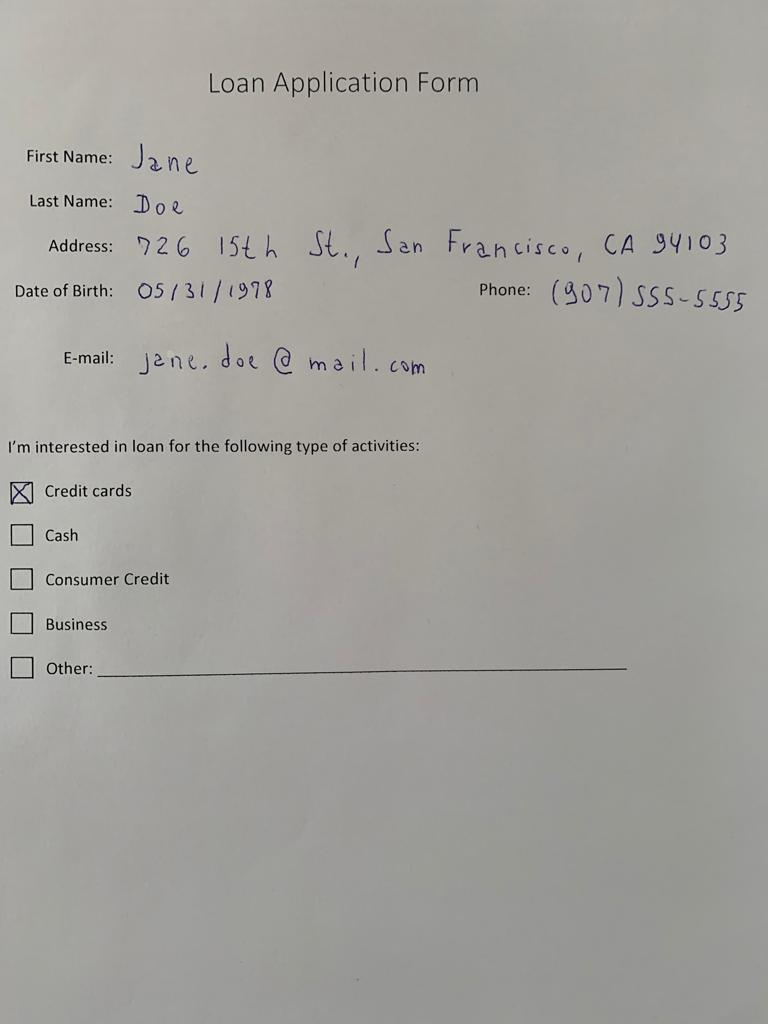 Loan Application Form
First Name: Jane
Last Name: Doe
Address: 726 15th St., San Francisco, CA 94103
Date of Birth: 05/31/1978 Phone: (907) 555-5555
E-mail: jane.doe@mail.com
I'm interested in loan for the following type of activities:
☒ Credit cards
☐ Cash
☐ Consumer Credit
☐ Business
☐ Other: